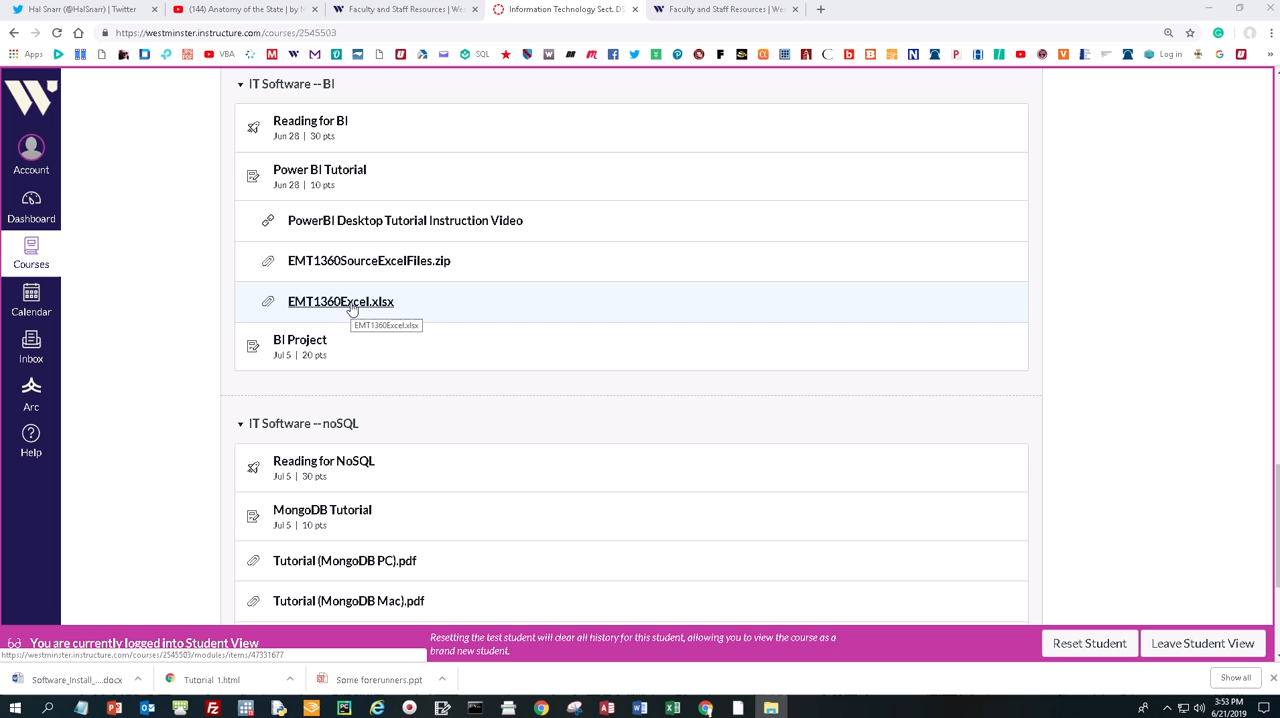 Hal Snarr (@HalSnarr) | Twitter
(144) Anatomy of the State | by M
Faculty and Staff Resources | Wes
Information Technology Sect. DS
Faculty and Staff Resources | Wes
https://westminster.instructure.com/courses/2545503
Apps
VBA
SQL
Log in
IT Software -- BI
Reading for BI
Jun 28 | 30 pts
Power BI Tutorial
Jun 28 | 10 pts
PowerBI Desktop Tutorial Instruction Video
EMT1360SourceExcelFiles.zip
EMT1360Excel.xlsx
EMT1360Excel.xlsx
BI Project
Jul 5 | 20 pts
IT Software -- noSQL
Reading for NoSQL
Jul 5 | 30 pts
MongoDB Tutorial
Jul 5 | 10 pts
Tutorial (MongoDB PC).pdf
Tutorial (MongoDB Mac).pdf
Account
Dashboard
Courses
Calendar
Inbox
Arc
Help
You are currently logged into Student View
Resetting the test student will clear all history for this student, allowing you to view the course as a
brand new student.
Reset Student
Leave Student View
https://westminster.instructure.com/courses/2545503/modules/items/47331677
Software_Install_....docx
Tutorial 1.html
Some forerunners.ppt
Show all
3:53 PM
6/21/2019